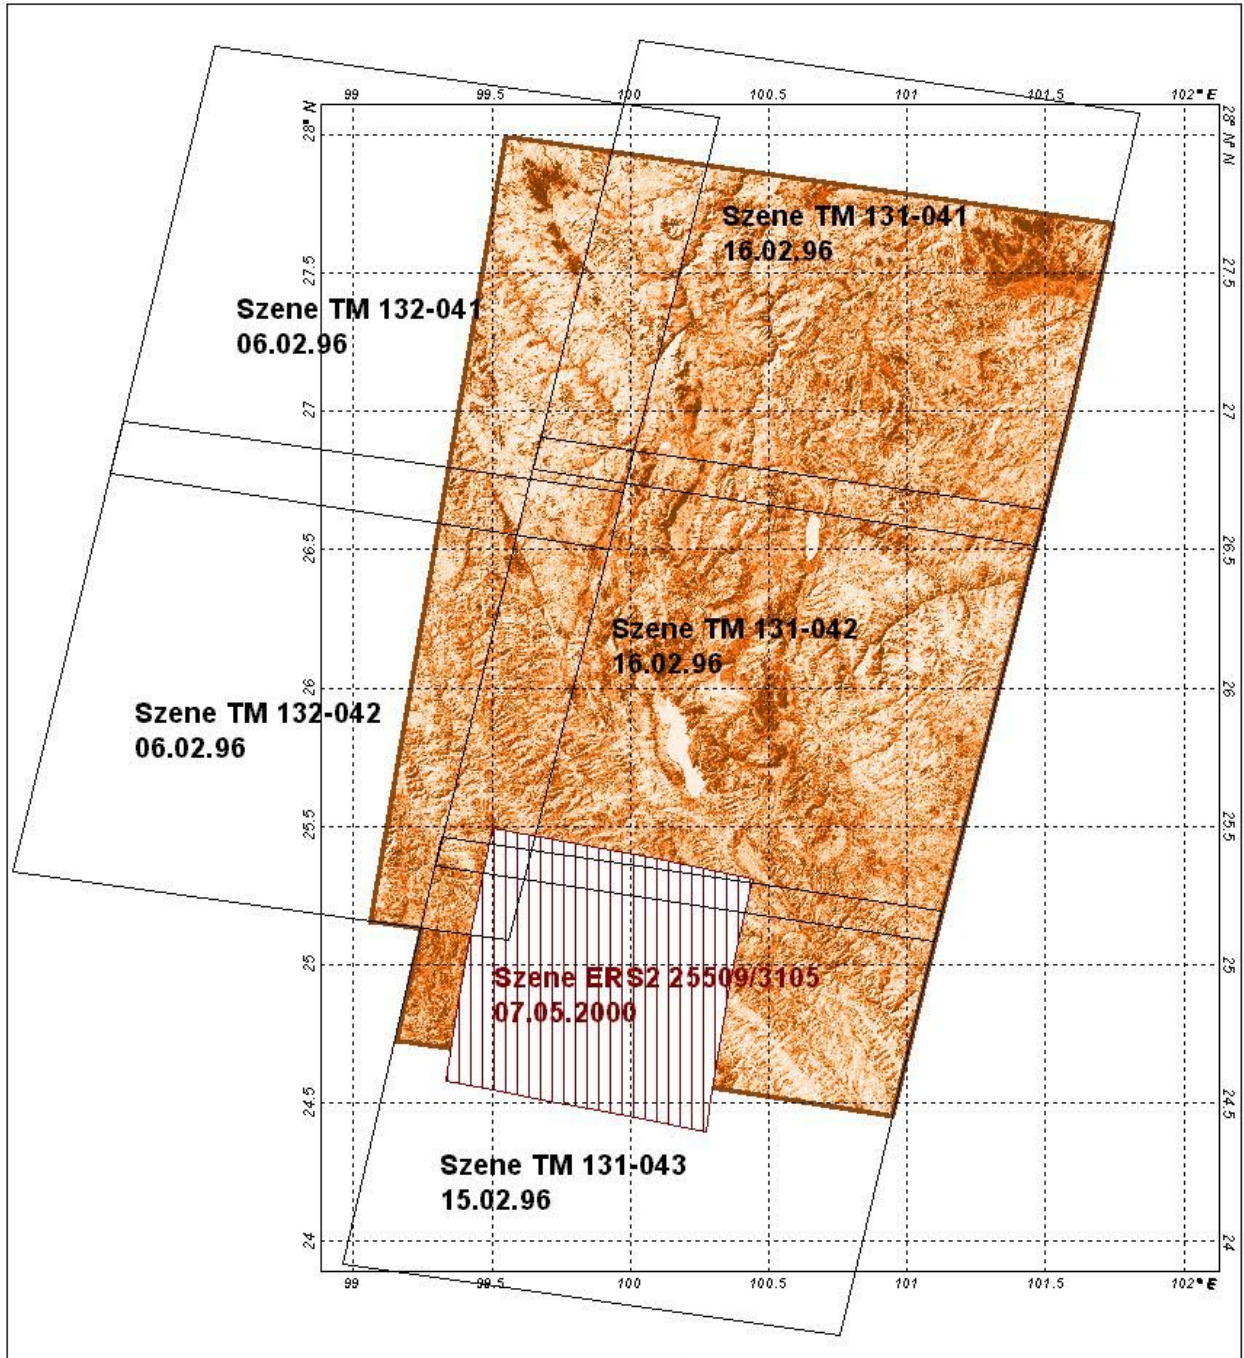 99 99.5 100 100.5 101 101.5 102° E
28° N
28° N N
Szene TM 131-041
16.02.96
27.5
27.5
Szene TM 132-041
06.02.96
27
27
26.5
26.5
Szene TM 131-042
16.02.96
26
26
Szene TM 132-042
06.02.96
25.5
25.5
25
25
Szene ERS2 25509/3105
07.05.2000
24.5
24.5
Szene TM 131-043
15.02.96
24
24
99 99.5 100 100.5 101 101.5 102° E